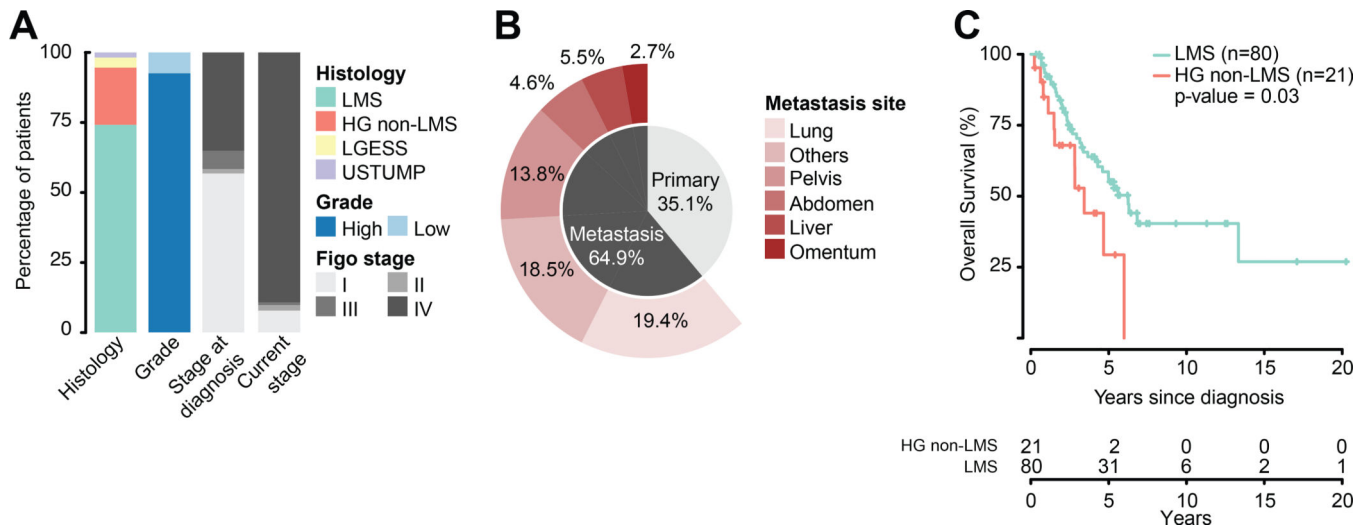 A
Percentage of patients
100
75
50
25
0
Histology
Grade
Stage at
diagnosis
Current
stage
Histology
LMS
HG non-LMS
LGESS
USTUMP
Grade
High Low
Figo stage
I II
III IV
B
2.7%
5.5%
4.6%
13.8%
18.5%
19.4%
Primary
35.1%
Metastasis
64.9%
Metastasis site
Lung
Others
Pelvis
Abdomen
Liver
Omentum
C
Overall Survival (%)
100
75
50
25
LMS (n=80)
HG non-LMS (n=21)
p-value = 0.03
0 5 10 15 20
Years since diagnosis
HG non-LMS 21 2 0 0 0
LMS 80 31 6 2 1
0 5 10 15 20
Years